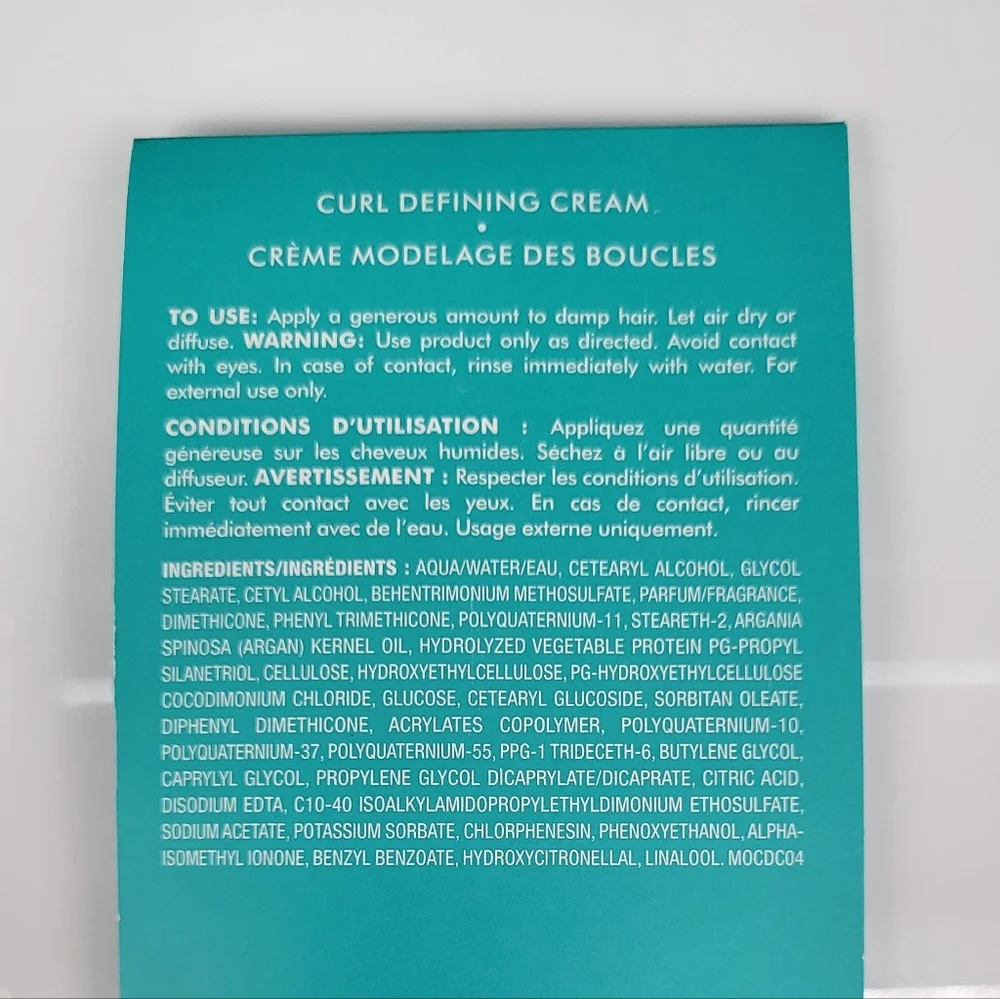 CURL DEFINING CREAM
•
CRÈME MODELAGE DES BOUCLES
TO USE: Apply a generous amount to damp hair. Let air dry or
diffuse. WARNING: Use product only as directed. Avoid contact
with eyes. In case of contact, rinse immediately with water. For
external use only.
CONDITIONS D'UTILISATION : Appliquez une quantité
généreuse sur les cheveux humides. Séchez à l'air libre ou au
diffuseur. AVERTISSEMENT : Respecter les conditions d'utilisation.
Éviter tout contact avec les yeux. En cas de contact, rincer
immédiatement avec de l'eau. Usage externe uniquement.
INGREDIENTS/INGRÉDIENTS : AQUA/WATER/EAU, CETEARYL ALCOHOL, GLYCOL
STEARATE, CETYL ALCOHOL, BEHENTRIMONIUM METHOSULFATE, PARFUM/FRAGRANCE,
DIMETHICONE, PHENYL TRIMETHICONE, POLYQUATERNIUM-11, STEARETH-2, ARGANIA
SPINOSA (ARGAN) KERNEL OIL, HYDROLYZED VEGETABLE PROTEIN PG-PROPYL
SILANETRIOL, CELLULOSE, HYDROXYETHYLCELLULOSE, PG-HYDROXYETHYLCELLULOSE
COCODIMONIUM CHLORIDE, GLUCOSE, CETEARYL GLUCOSIDE, SORBITAN OLEATE,
DIPHENYL DIMETHICONE, ACRYLATES COPOLYMER, POLYQUATERNIUM-10,
POLYQUATERNIUM-37, POLYQUATERNIUM-55, PPG-1 TRIDECETH-6, BUTYLENE GLYCOL,
CAPRYLYL GLYCOL, PROPYLENE GLYCOL DICAPRYLATE/DICAPRATE, CITRIC ACID,
DISODIUM EDTA, C10-40 ISOALKYLAMIDOPROPYLETHYLDIMONIUM ETHOSULFATE,
SODIUM ACETATE, POTASSIUM SORBATE, CHLORPHENESIN, PHENOXYETHANOL, ALPHA-
ISOMETHYL IONONE, BENZYL BENZOATE, HYDROXYCITRONELLAL, LINALOOL. MOCDC04